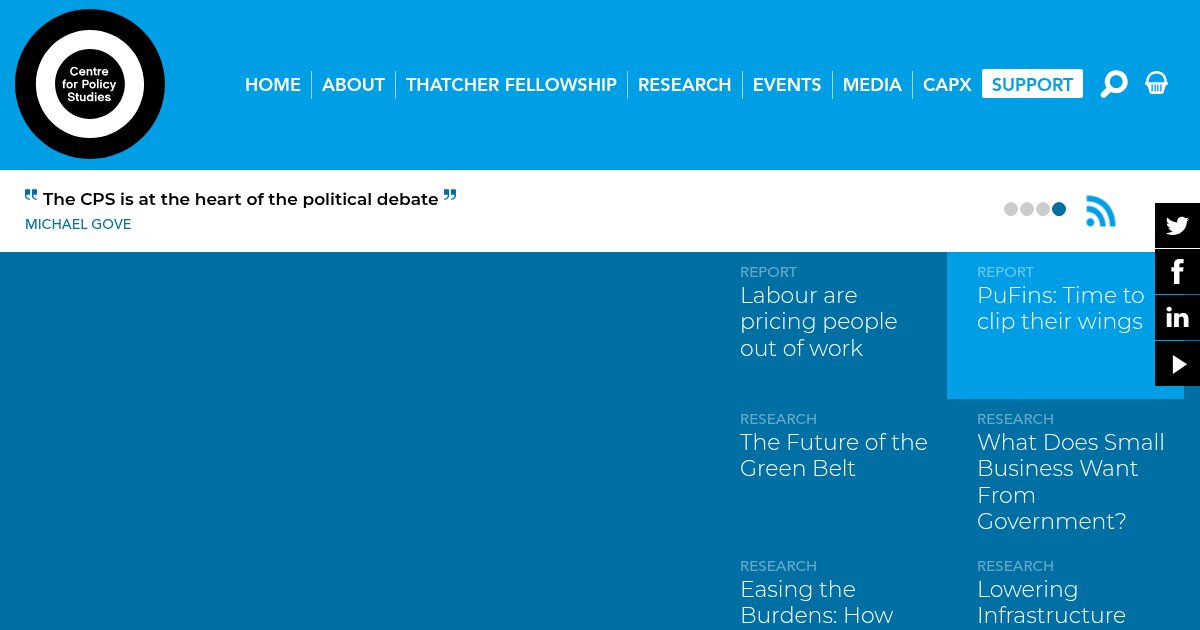 Centre
for Policy
Studies
HOME
ABOUT
THATCHER FELLOWSHIP
RESEARCH
EVENTS
MEDIA
CAPX
SUPPORT
❝ The CPS is at the heart of the political debate ❞
MICHAEL GOVE
REPORT
Labour are
pricing people
out of work
REPORT
PuFins: Time to
clip their wings
RESEARCH
The Future of the
Green Belt
RESEARCH
What Does Small
Business Want
From
Government?
RESEARCH
Easing the
Burdens: How
RESEARCH
Lowering
Infrastructure